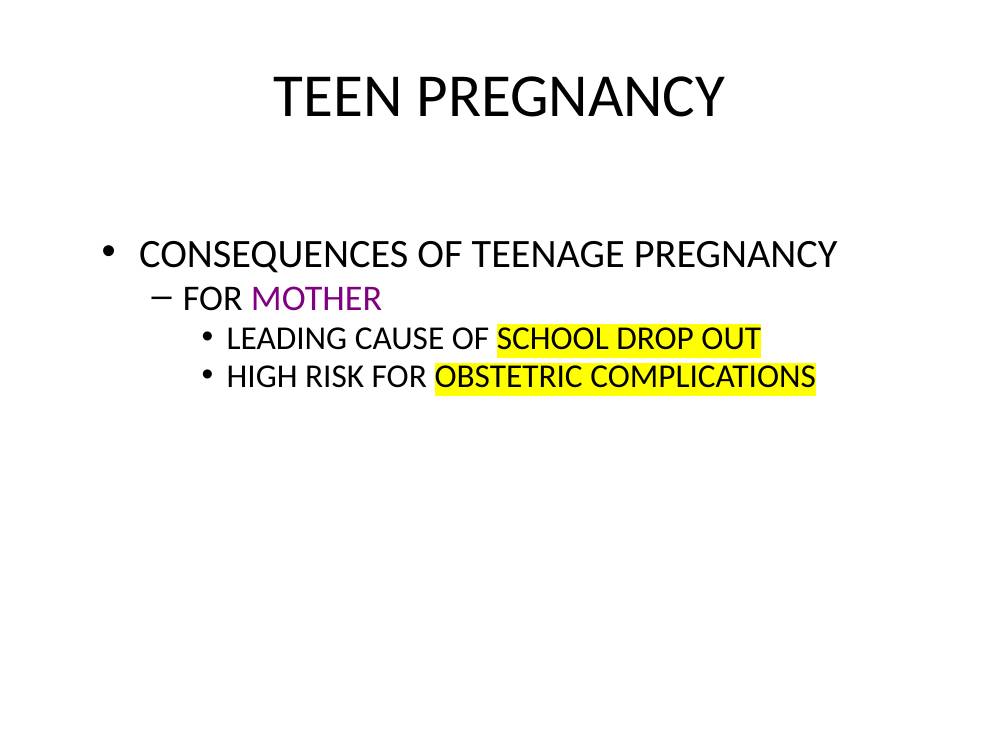 TEEN PREGNANCY
• CONSEQUENCES OF TEENAGE PREGNANCY
– FOR MOTHER
• LEADING CAUSE OF SCHOOL DROP OUT
• HIGH RISK FOR OBSTETRIC COMPLICATIONS